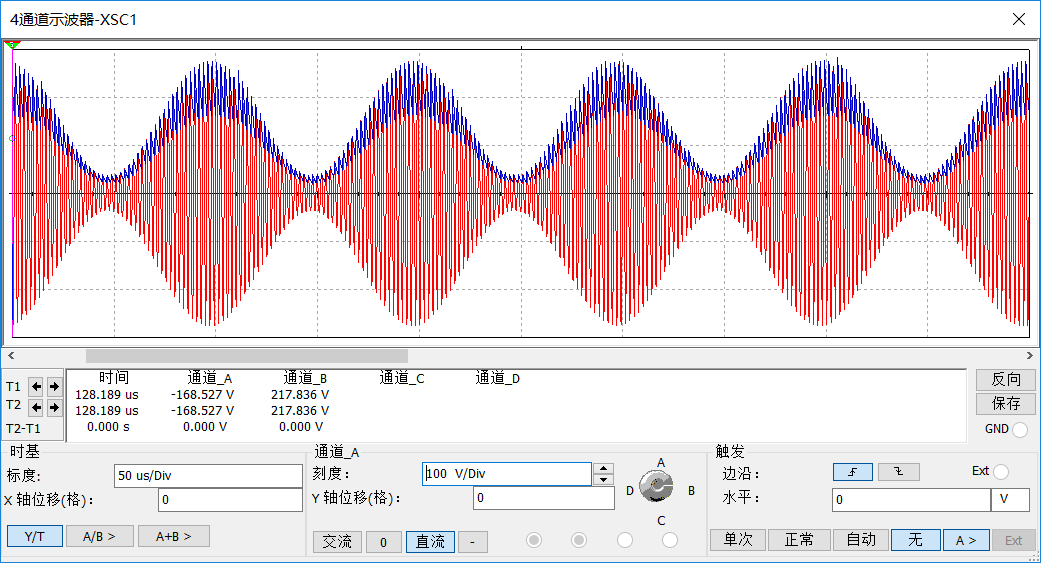 4通道示波器-XSC1
时间 通道_A 通道_B 通道_C 通道_D
T1 128.189 us -168.527 V 217.836 V
T2 128.189 us -168.527 V 217.836 V
T2-T1 0.000 s 0.000 V 0.000 V
反向
保存
GND
时基
标度: 50 us/Div
X 轴位移(格): 0
Y/T A/B > A+B >
通道_A
刻度: 100 V/Div
Y 轴位移(格): 0
交流 0 直流 -
A
D B
C
触发
边沿: Ext
水平: 0 V
单次 正常 自动 无 A > Ext